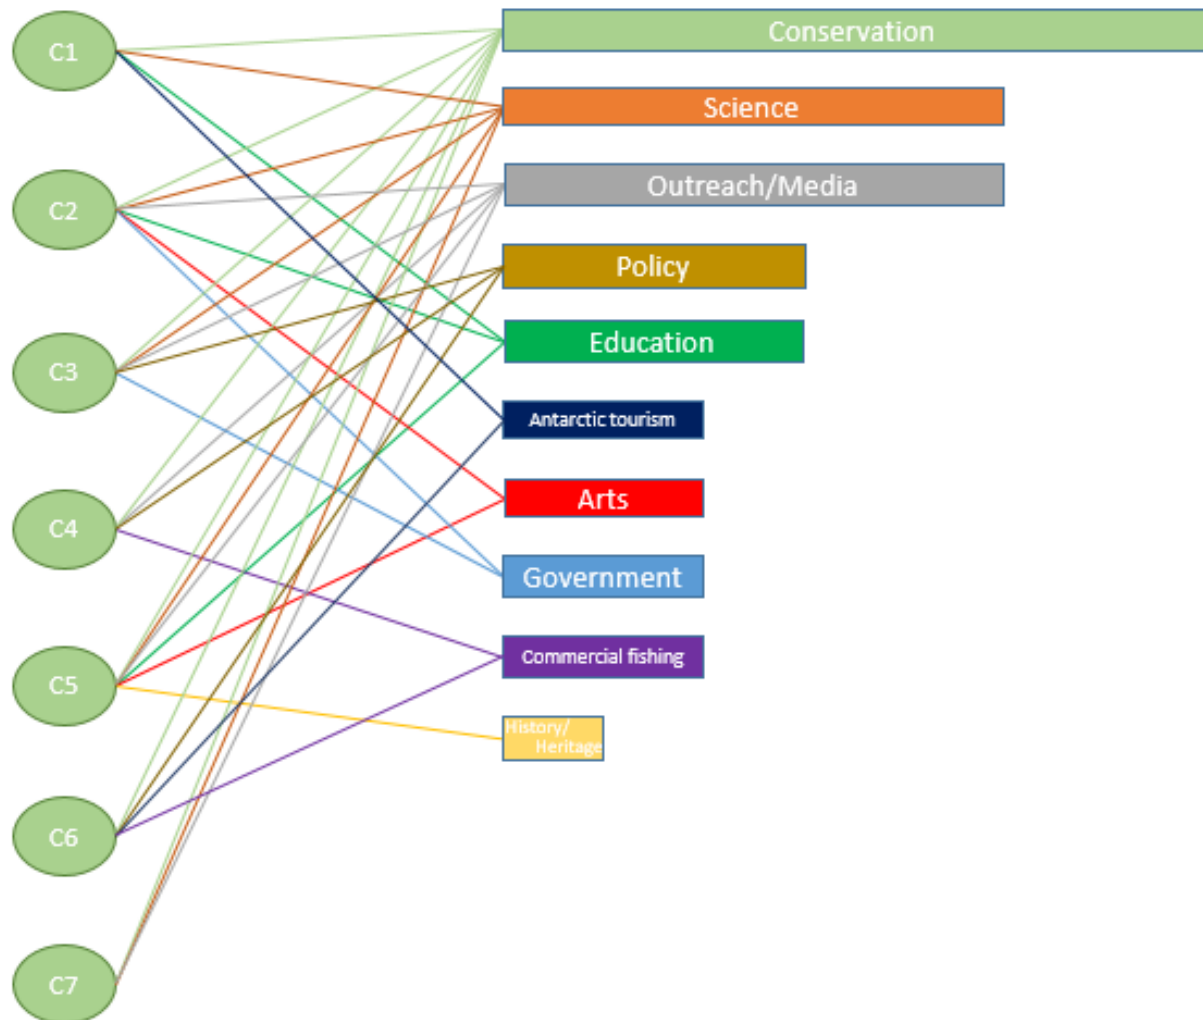 C1
Conservation
Science
C2
Outreach/Media
Policy
Education
C3
Antarctic tourism
Arts
C4
Government
Commercial fishing
C5
History/
Heritage
C6
C7